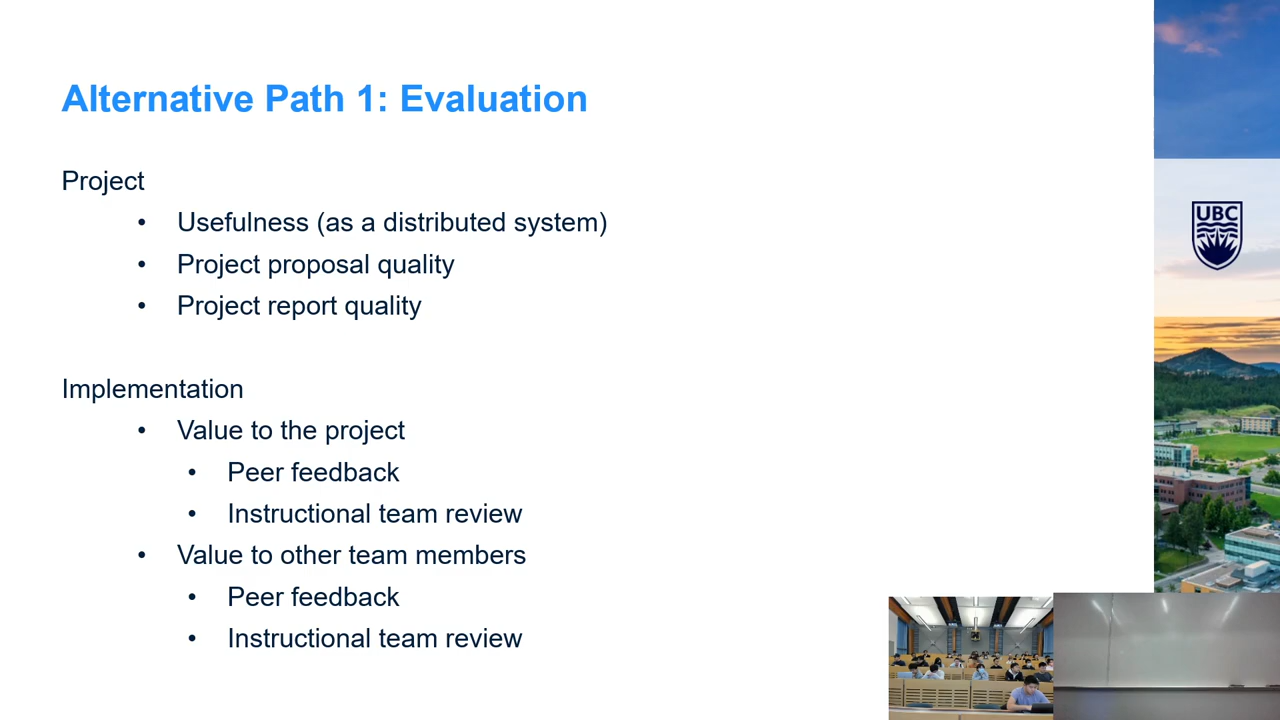 Alternative Path 1: Evaluation
Project
• Usefulness (as a distributed system)
• Project proposal quality
• Project report quality
Implementation
• Value to the project
• Peer feedback
• Instructional team review
• Value to other team members
• Peer feedback
• Instructional team review
UBC